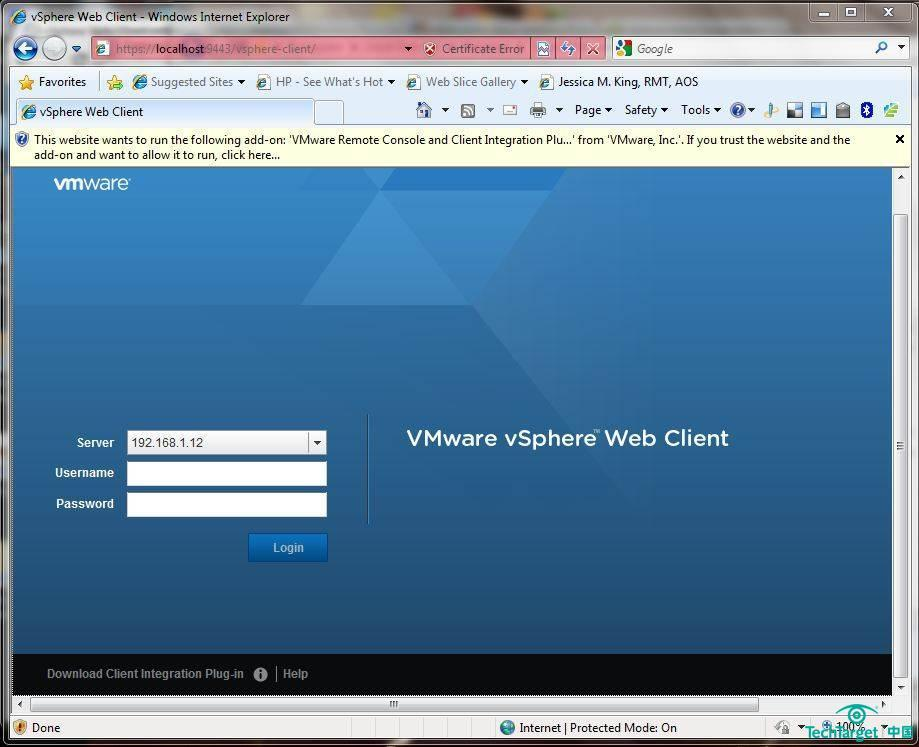 vSphere Web Client - Windows Internet Explorer
https://localhost:9443/vsphere-client/
Certificate Error
Google
Favorites
Suggested Sites
HP - See What's Hot
Web Slice Gallery
Jessica M. King, RMT, AOS
vSphere Web Client
Page
Safety
Tools
This website wants to run the following add-on: 'VMware Remote Console and Client Integration Plu...' from 'VMware, Inc.'. If you trust the website and the
add-on and want to allow it to run, click here...
vmware
Server
192.168.1.12
Username
Password
Login
VMware vSphere™ Web Client
Download Client Integration Plug-in
Help
Done
Internet | Protected Mode: On
100%
TechTarget 中国